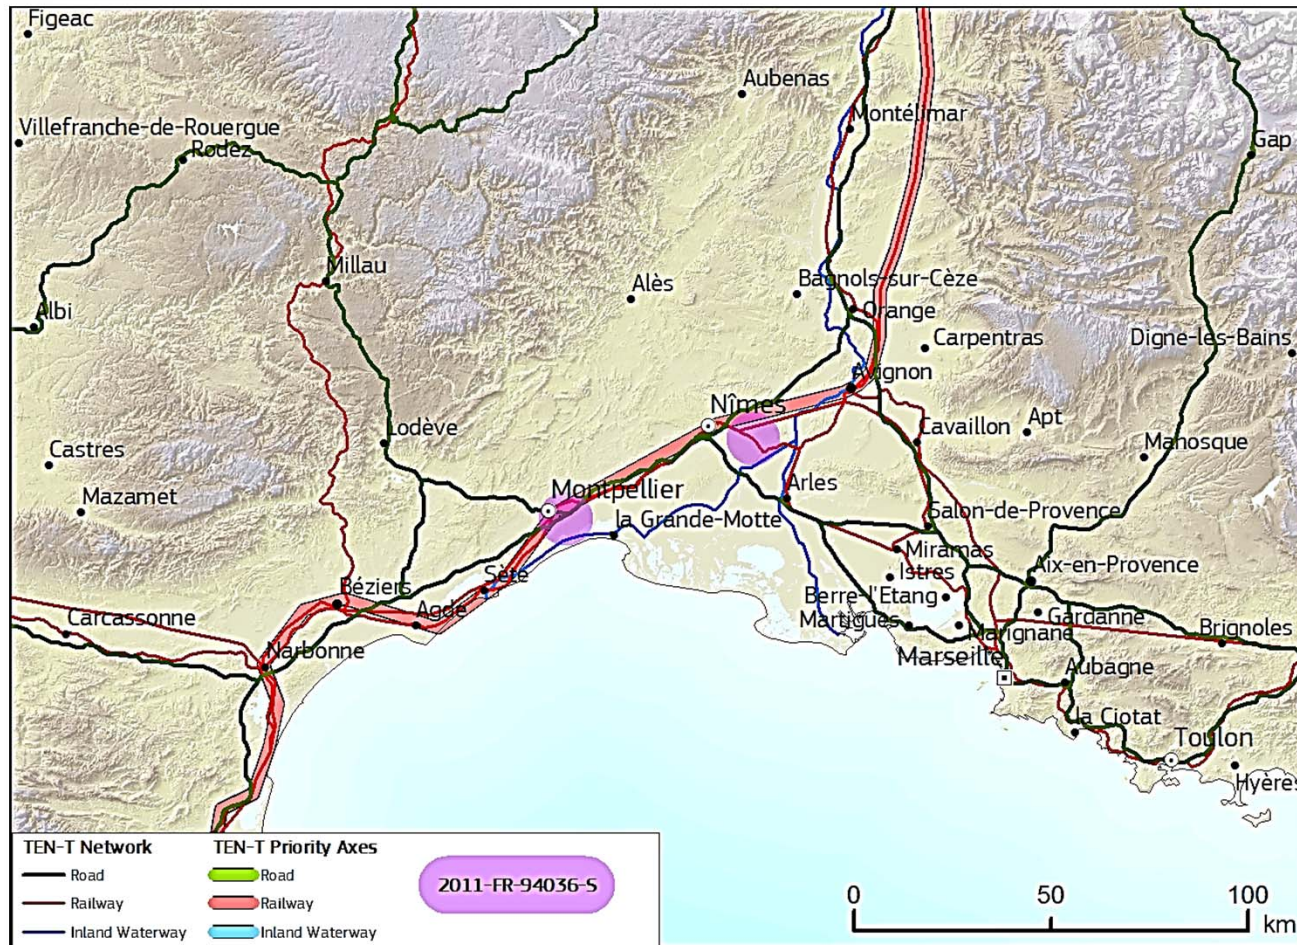 Figeac
Aubenas
Montélimar
Villefranche-de-Rouergue
Rodez
Gap
Millau
Alès
Bagnols-sur-Cèze
Orange
Albi
Carpentras
Digne-les-Bains
Avignon
Nîmes
Apt
Lodève
Cavaillon
Castres
Manosque
Mazamet
Montpellier
Arles
la Grande-Motte
Salon-de-Provence
Miramas
Sète
Istres
Aix-en-Provence
Béziers
Berre-l'Etang
Agde
Martigues
Gardanne
Carcassonne
Marignane
Brignoles
Narbonne
Marseille
Aubagne
la Ciotat
Toulon
Hyères
TEN-T Network
TEN-T Priority Axes
Road
Road
Railway
Railway
Inland Waterway
Inland Waterway
2011-FR-94036-S
0 50 100
km